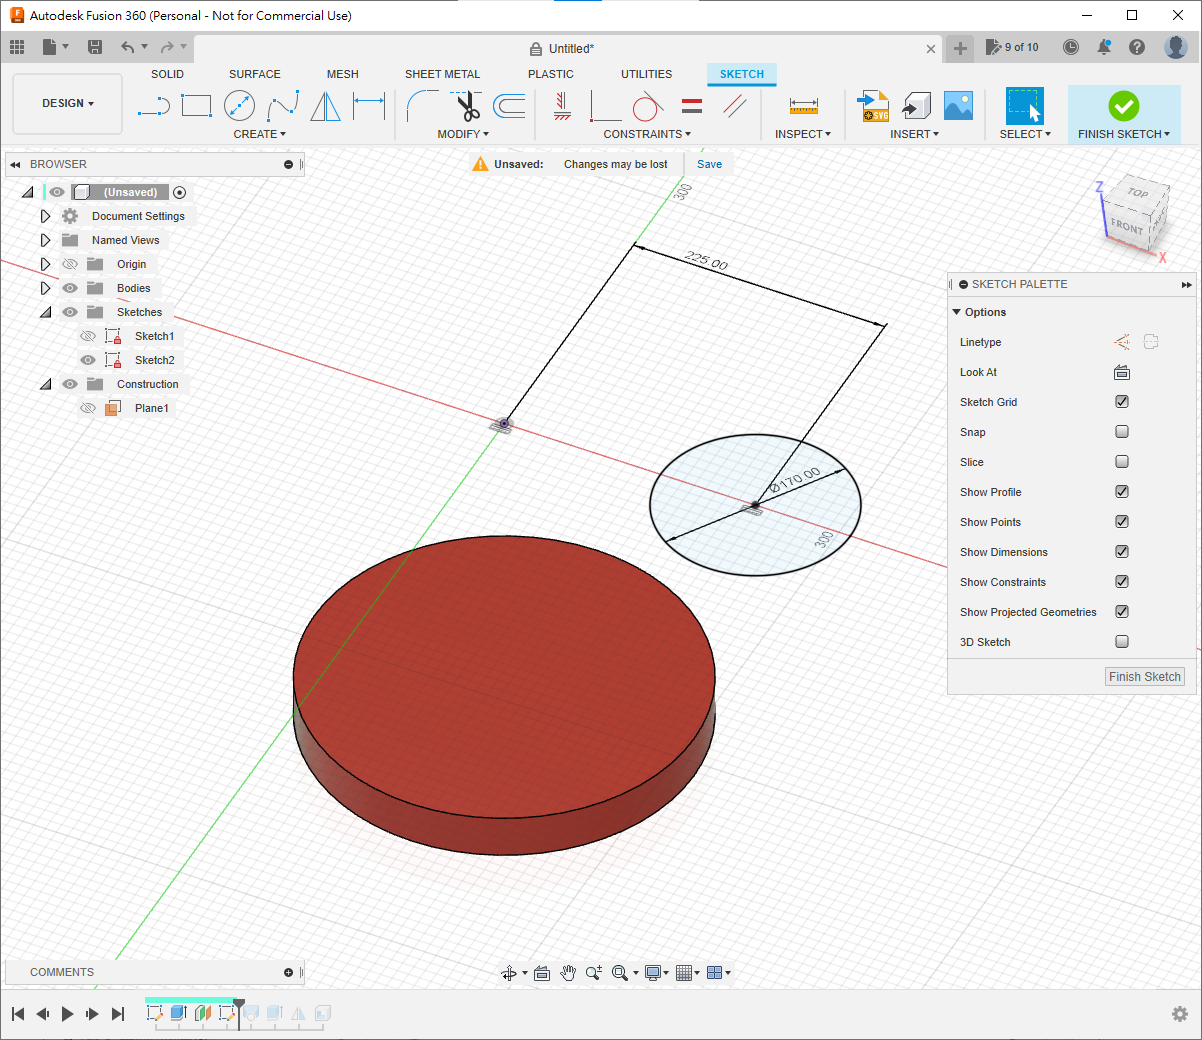 Autodesk Fusion 360 (Personal - Not for Commercial Use)
Untitled*
9 of 10
SOLID
SURFACE
MESH
SHEET METAL
PLASTIC
UTILITIES
SKETCH
DESIGN
SVG
CREATE
MODIFY
CONSTRAINTS
INSPECT
INSERT
SELECT
FINISH SKETCH
BROWSER
Unsaved:
Changes may be lost
Save
(Unsaved)
Document Settings
Named Views
Origin
Bodies
Sketches
Sketch1
Sketch2
Construction
Plane1
300
225.00
Ø170.00
300
Z
TOP
FRONT
X
SKETCH PALETTE
Options
Linetype
Look At
Sketch Grid
Snap
Slice
Show Profile
Show Points
Show Dimensions
Show Constraints
Show Projected Geometries
3D Sketch
Finish Sketch
COMMENTS